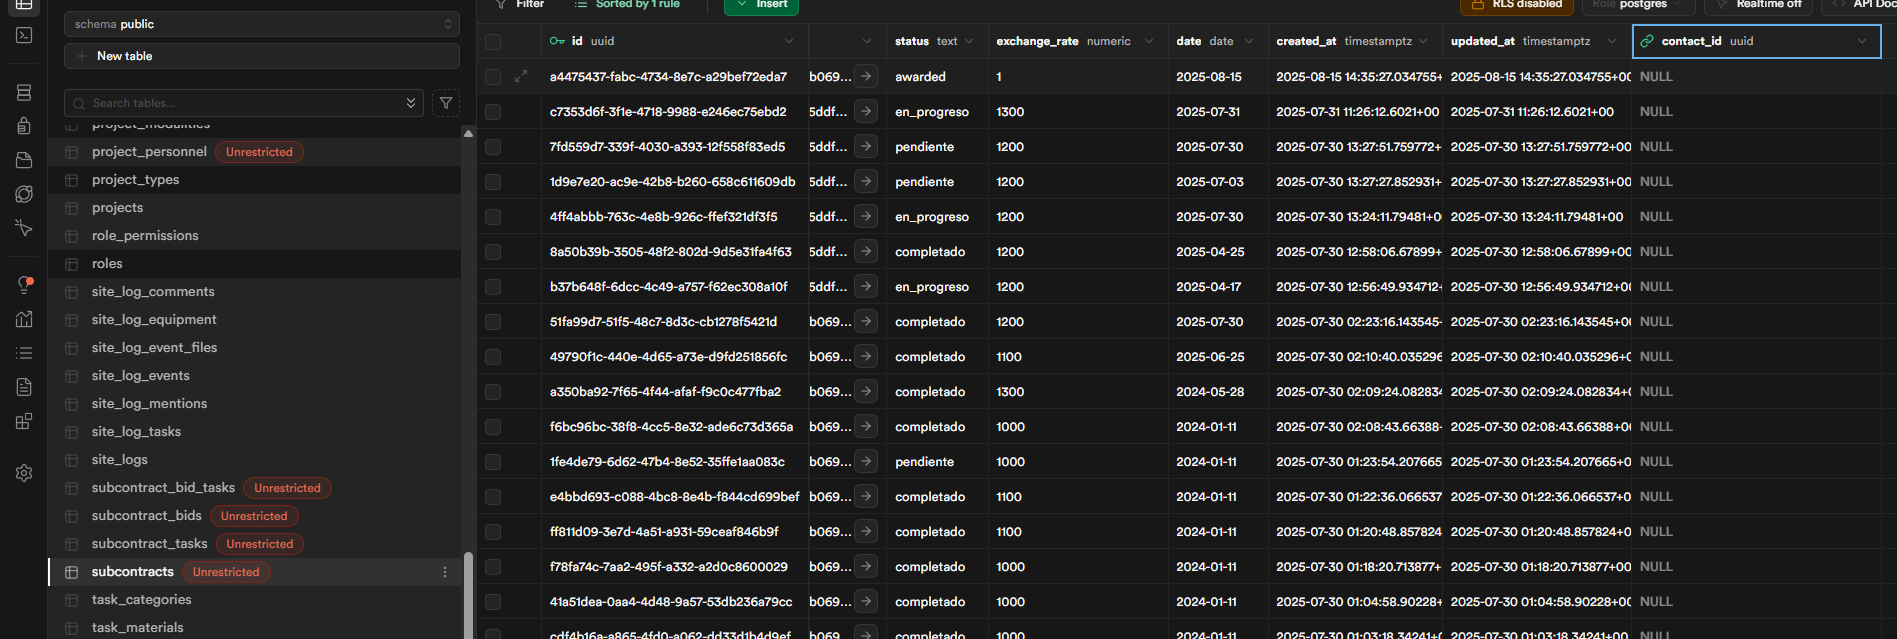 Filter Sorted by 1 rule Insert RLS disabled Role postgres Realtime off API Doc
schema public
New table
Search tables...
project_modalities
project_personnel Unrestricted
project_types
projects
role_permissions
roles
site_log_comments
site_log_equipment
site_log_event_files
site_log_events
site_log_mentions
site_log_tasks
site_logs
subcontract_bid_tasks Unrestricted
subcontract_bids Unrestricted
subcontract_tasks Unrestricted
subcontracts Unrestricted
task_categories
task_materials
id uuid status text exchange_rate numeric date date created_at timestamptz updated_at timestamptz contact_id uuid
a4475437-fabc-4734-8e7c-a29bef72eda7 b069... awarded 1 2025-08-15 2025-08-15 14:35:27.034755+ 2025-08-15 14:35:27.034755+00 NULL
c7353d6f-3f1e-4718-9988-e246ec75ebd2 5ddf... en_progreso 1300 2025-07-31 2025-07-31 11:26:12.6021+00 2025-07-31 11:26:12.6021+00 NULL
7fd559d7-339f-4030-a393-12f558f83ed5 5ddf... pendiente 1200 2025-07-30 2025-07-30 13:27:51.759772+ 2025-07-30 13:27:51.759772+0 NULL
1d9e7e20-ac9e-42b8-b260-658c611609db 5ddf... pendiente 1200 2025-07-03 2025-07-30 13:27:27.852931+ 2025-07-30 13:27:27.852931+0 NULL
4ff4abbb-763c-4e8b-926c-ffef321df3f5 5ddf... en_progreso 1200 2025-07-30 2025-07-30 13:24:11.79481+0 2025-07-30 13:24:11.79481+00 NULL
8a50b39b-3505-48f2-802d-9d5e31fa4f63 5ddf... completado 1200 2025-04-25 2025-07-30 12:58:06.67899+ 2025-07-30 12:58:06.67899+00 NULL
b37b648f-6dcc-4c49-a757-f62ec308a10f 5ddf... en_progreso 1200 2025-04-17 2025-07-30 12:56:49.934712+ 2025-07-30 12:56:49.934712+0 NULL
51fa99d7-51f5-48c7-8d3c-cb1278f5421d b069... completado 1200 2025-07-30 2025-07-30 02:23:16.143545+ 2025-07-30 02:23:16.143545+0 NULL
49790f1c-440e-4d65-a73e-d9fd251856fc b069... completado 1100 2025-06-25 2025-07-30 02:10:40.035296 2025-07-30 02:10:40.035296+0 NULL
a350ba92-7f65-4f44-afaf-f9c0c477fba2 b069... completado 1300 2024-05-28 2025-07-30 02:09:24.082834 2025-07-30 02:09:24.082834+0 NULL
f6bc96bc-38f8-4cc5-8e32-ade6c73d365a b069... completado 1000 2024-01-11 2025-07-30 02:08:43.66388+ 2025-07-30 02:08:43.66388+0 NULL
1fe4de79-6d62-47b4-8e52-35ffe1aa083c b069... pendiente 1000 2024-01-11 2025-07-30 01:23:54.207665 2025-07-30 01:23:54.207665+0 NULL
e4bbd693-c088-4bc8-8e4b-f844cd699bef b069... completado 1100 2024-01-11 2025-07-30 01:22:36.066537 2025-07-30 01:22:36.066537+0 NULL
ff811d09-3e7d-4a51-a931-59ceaf846b9f b069... completado 1100 2024-01-11 2025-07-30 01:20:48.857824 2025-07-30 01:20:48.857824+0 NULL
f78fa74c-7aa2-495f-a332-a2d0c8600029 b069... completado 1000 2024-01-11 2025-07-30 01:18:20.713877+ 2025-07-30 01:18:20.713877+00 NULL
41a51dea-0aa4-4d48-9a57-53db236a79cc b069... completado 1000 2024-01-11 2025-07-30 01:04:58.90228+ 2025-07-30 01:04:58.90228+0 NULL
cdf4b16a-a865-4fd0-a062-dd33d1b4d9ef b069 completado 1000 2024-01-11 2025-07-30 01:03:18.34241+ 2025-07-30 01:03:18.34241+0 NULL